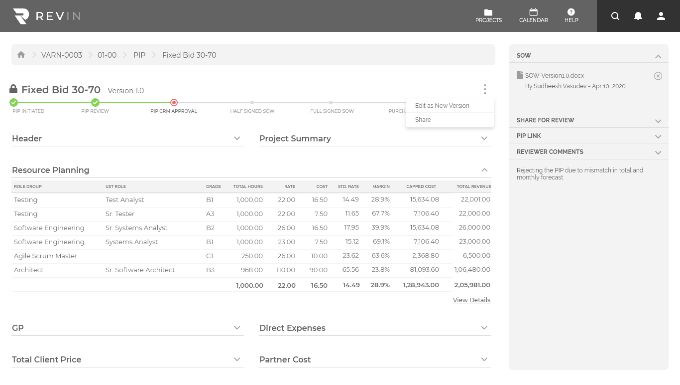 REVIN
PROJECTS CALENDAR HELP
VARN-0003 01-00 PIP Fixed Bid 30-70
Fixed Bid 30-70 Version 1.0
PIP INITIATED PIP REVIEW PIP CRM APPROVAL HALF SIGNED SOW FULL SIGNED SOW
Edit as New Version
Share
Header Project Summary
Resource Planning
ROLE GROUP VST ROLE GRADE TOTAL HOURS RATE COST STD. RATE MARGIN CAPPED COST TOTAL REVENUE
Testing Test Analyst B1 1,000.00 22.00 16.50 14.49 28.9% 15,634.08 22,001.00
Testing Sr. Tester A3 1,000.00 22.00 7.50 11.65 67.7% 7,106.40 22,000.00
Software Engineering Sr. Systems Analyst B2 1,000.00 26.00 16.50 17.95 39.9% 15,634.08 26,000.00
Software Engineering Systems Analyst B1 1,000.00 23.00 7.50 15.12 69.1% 7,106.40 23,000.00
Agile Scrum Master C1 250.00 26.00 10.00 23.62 63.6% 2,368.80 6,500.00
Architect Sr. Software Architect B3 968.00 110.00 90.00 65.56 23.8% 81,093.60 1,06,480.00
1,000.00 22.00 16.50 14.49 28.9% 1,28,943.00 2,05,981.00
View Details
GP Direct Expenses
Total Client Price Partner Cost
SOW
SOW-Version1.0.docx
By Sudheesh Vasudev - Apr 13, 2020
SHARE FOR REVIEW
PIP LINK
REVIEWER COMMENTS
Rejecting the PIP due to mismatch in total and
monthly forecast